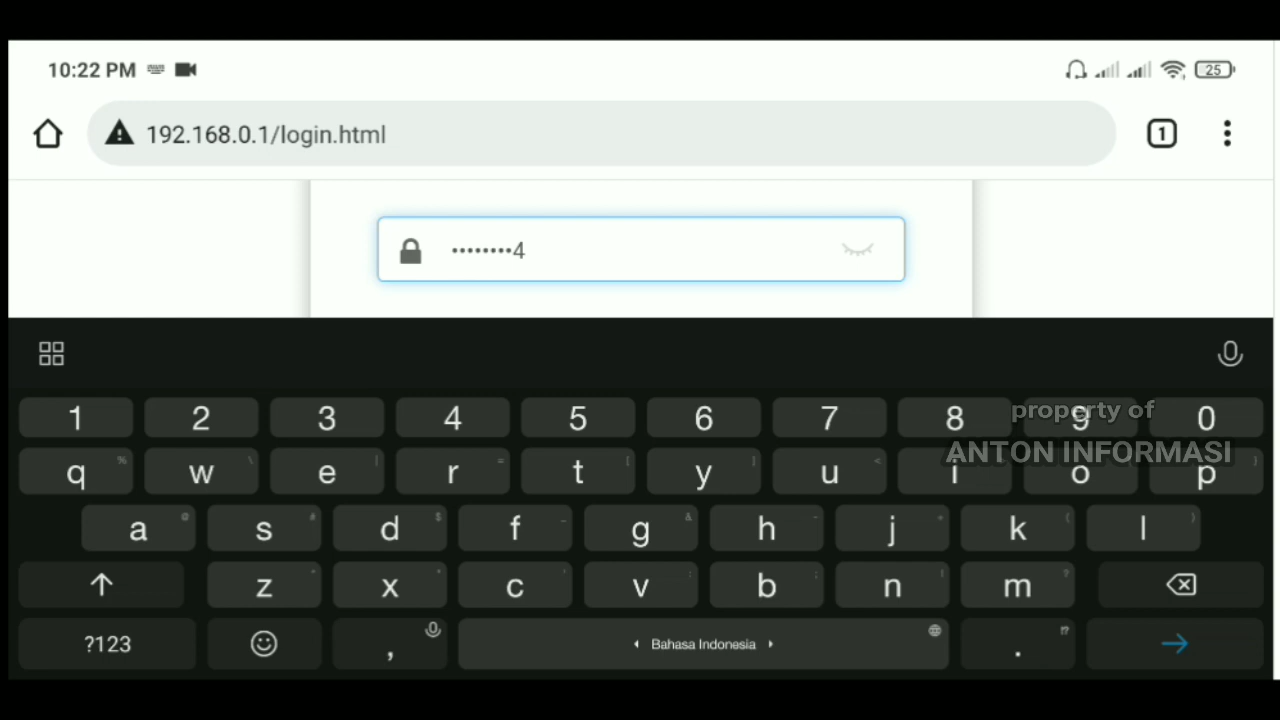 10:22 PM
25
192.168.0.1/login.html
1
••••••••4
1 2 3 4 5 6 7 8 9 0
property of
ANTON INFORMASI
q w e r t y u i o p
a s d f g h j k l
z x c v b n m
?123 , Bahasa Indonesia .